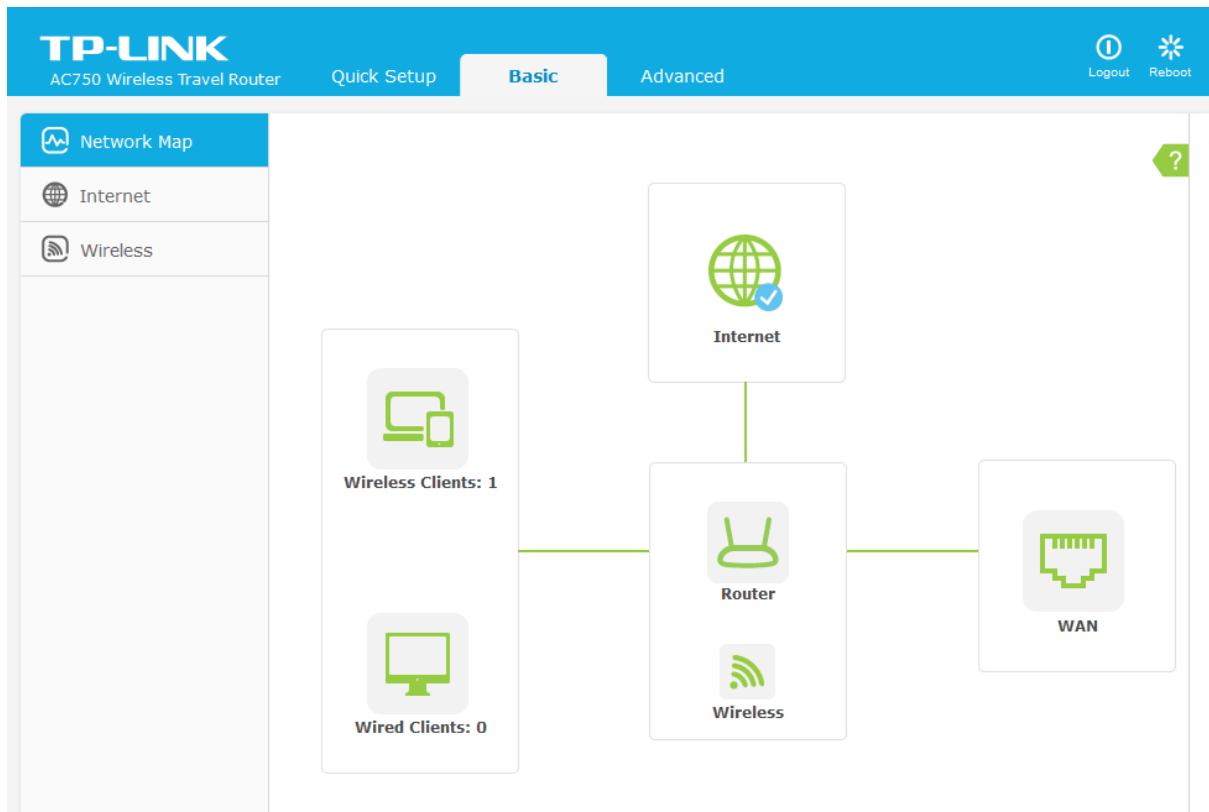 TP-LINK
AC750 Wireless Travel Router
Quick Setup
Basic
Advanced
Logout
Reboot
Network Map
Internet
Wireless
?
Internet
Wireless Clients: 1
Router
WAN
Wireless
Wired Clients: 0